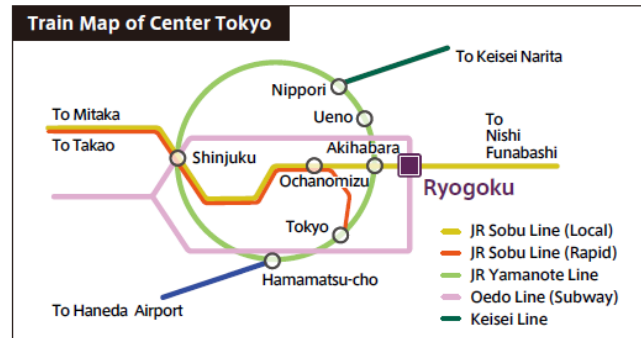 Train Map of Center Tokyo
To Keisei Narita
Nippori
Ueno
To Mitaka
To Takao
Shinjuku
Akihabara
Ochanomizu
To
Nishi
Funabashi
Ryogoku
Tokyo
Hamamatsu-cho
To Haneda Airport
JR Sobu Line (Local)
JR Sobu Line (Rapid)
JR Yamanote Line
Oedo Line (Subway)
Keisei Line